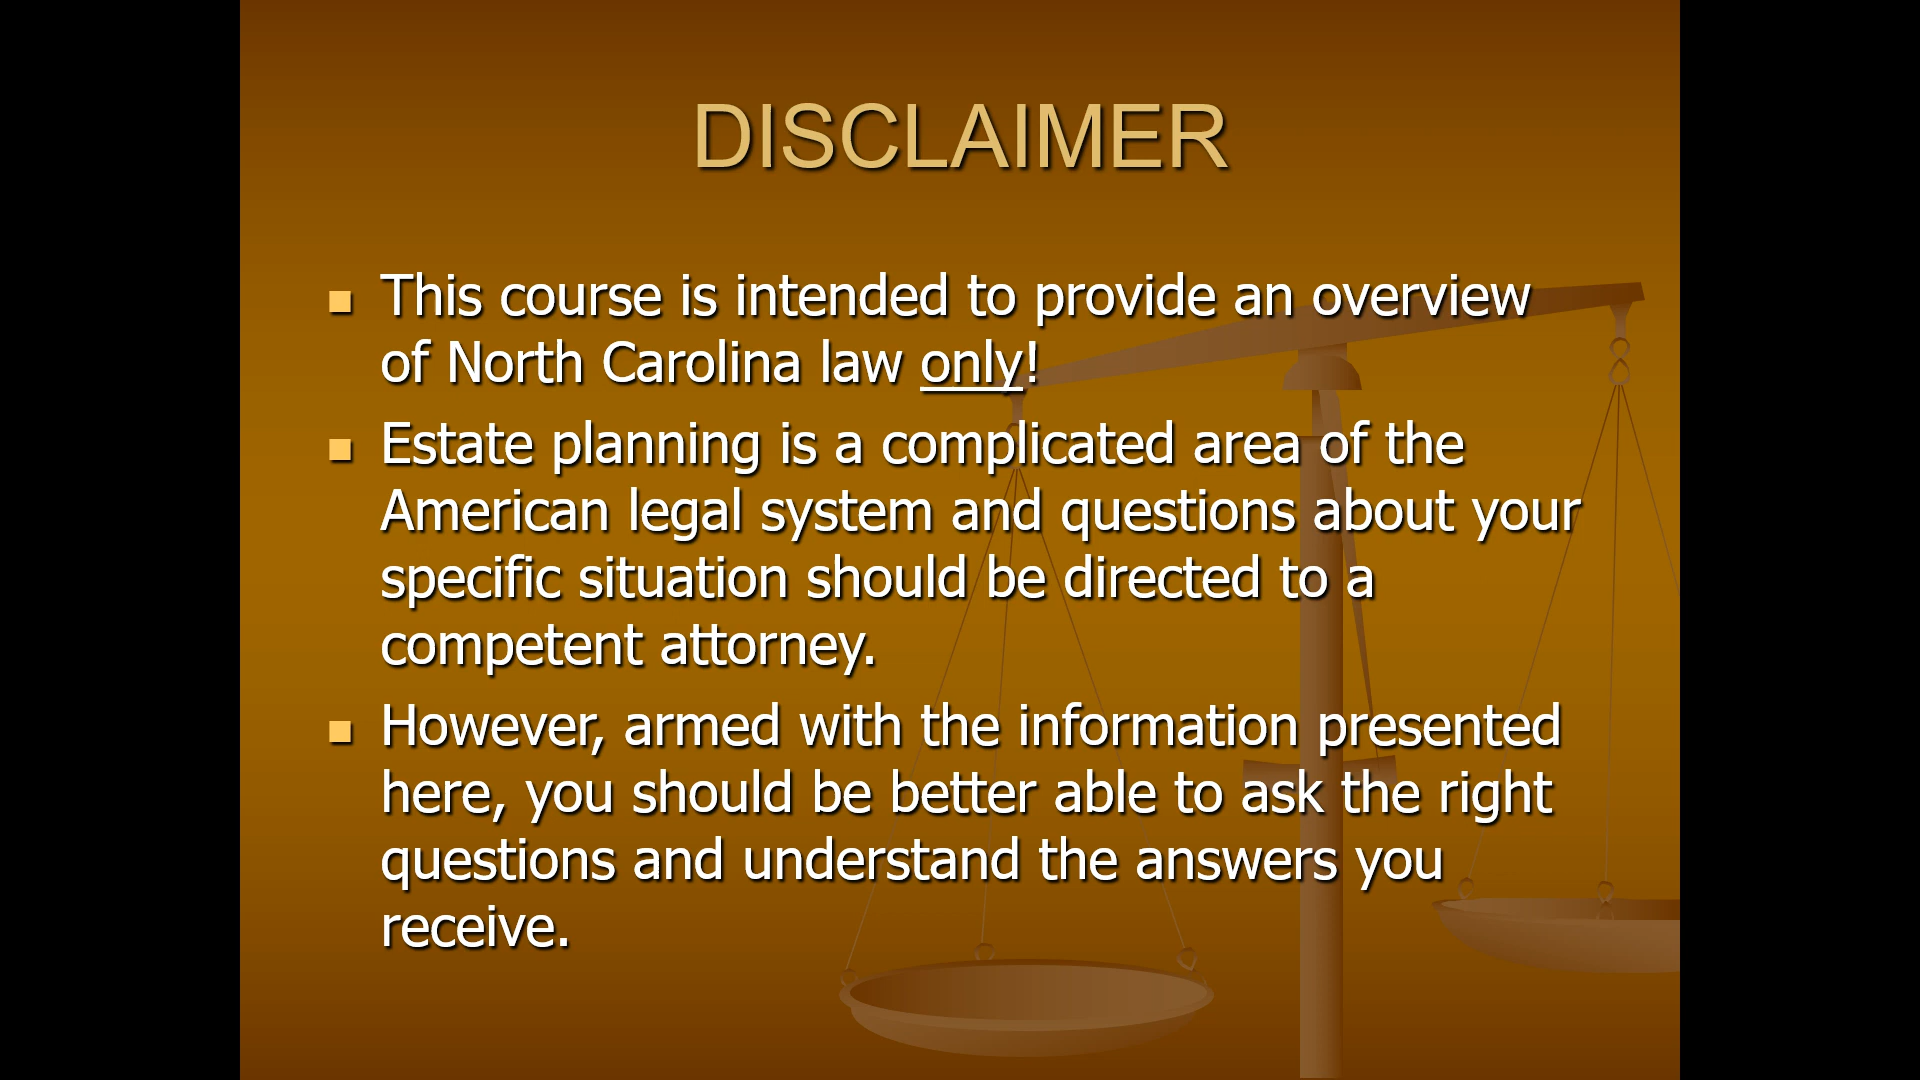 DISCLAIMER
This course is intended to provide an overview
of North Carolina law only!
Estate planning is a complicated area of the
American legal system and questions about your
specific situation should be directed to a
competent attorney.
However, armed with the information presented
here, you should be better able to ask the right
questions and understand the answers you
receive.